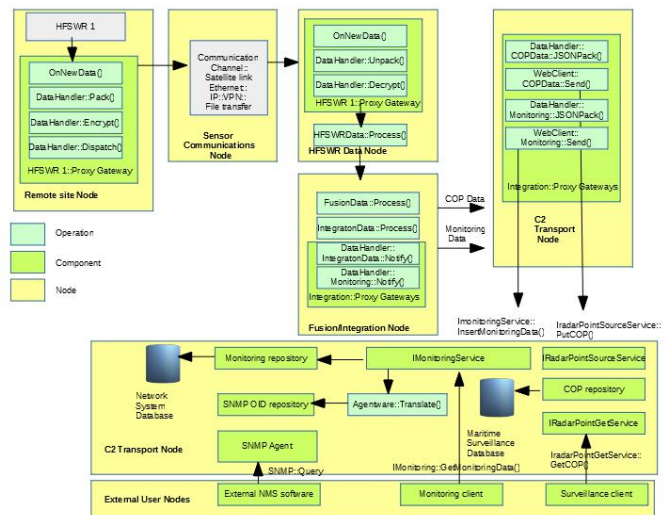 HFSWR 1
OnNewData()
DataHandler::Pack()
DataHandler::Encrypt()
DataHandler::Dispatch()
HFSWR 1::Proxy Gateway
Remote site Node
Communication
Channel::
Satellite link
Ethernet::
IP::VPN::
File transfer
Sensor
Communications
Node
OnNewData()
DataHandler::Unpack()
DataHandler::Decrypt()
HFSWR 1::Proxy Gateway
HFSWRData::Process()
HFSWR Data Node
DataHandler::
COPData::JSONPack()
WebClient::
COPData::Send()
DataHandler::
Monitoring::JSONPack()
WebClient::
Monitoring::Send()
Integration::Proxy Gateways
C2
Transport
Node
FusionData::Process()
IntegratonData::Process()
DataHandler::
IntegratonData::Notify()
DataHandler::
Monitoring::Notify()
Integration::Proxy Gateways
Fusion/Integration Node
COP Data
Monitoring
Data
Operation
Component
Node
ImonitoringService::
InsertMonitoringData()
IradarPointSourceService::
PutCOP()
Monitoring repository
IMonitoringService
IRadarPointSourceService
Network
System
Database
COP repository
SNMP OID repository
Agentware::Translate()
Maritime
Surveillance
Database
IRadarPointGetService
C2 Transport Node
SNMP Agent
SNMP::Query
IMonitoring::GetMonitoringData()
IradarPointGetService::
GetCOP()
External User Nodes
External NMS software
Monitoring client
Surveillance client